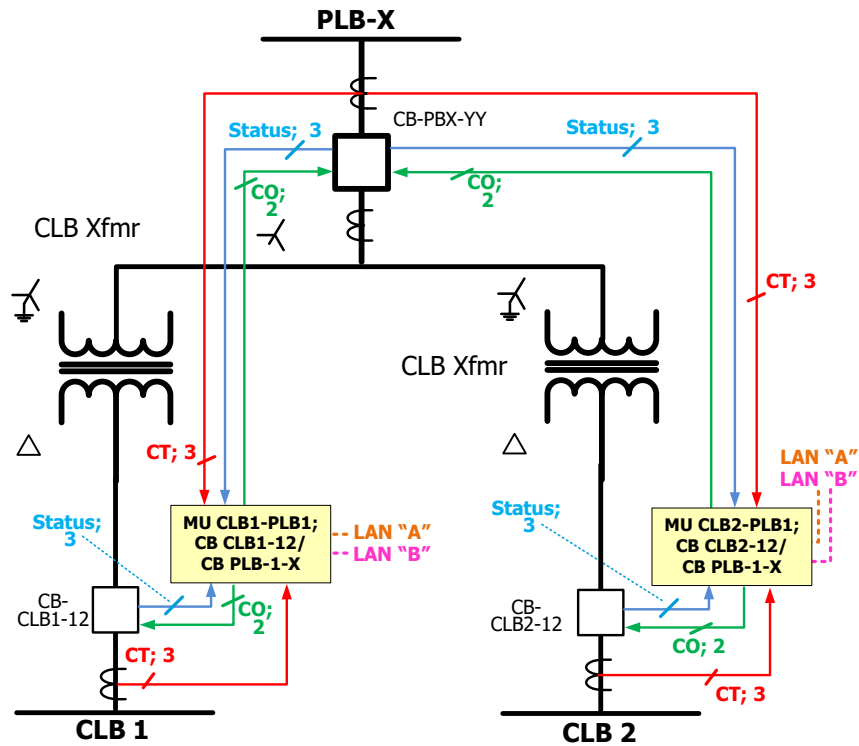 PLB-X
CB-PBX-YY
Status; 3
Status; 3
CO;
2
CO;
2
CLB Xfmr
CT; 3
CLB Xfmr
CT; 3
LAN “A”
LAN “B”
Status;
3
MU CLB1-PLB1;
CB CLB1-12/
CB PLB-1-X
LAN “A”
LAN “B”
Status;
3
MU CLB2-PLB1;
CB CLB2-12/
CB PLB-1-X
CB-
CLB1-12
CO;
2
CB-
CLB2-12
CO; 2
CT; 3
CT; 3
CLB 1
CLB 2